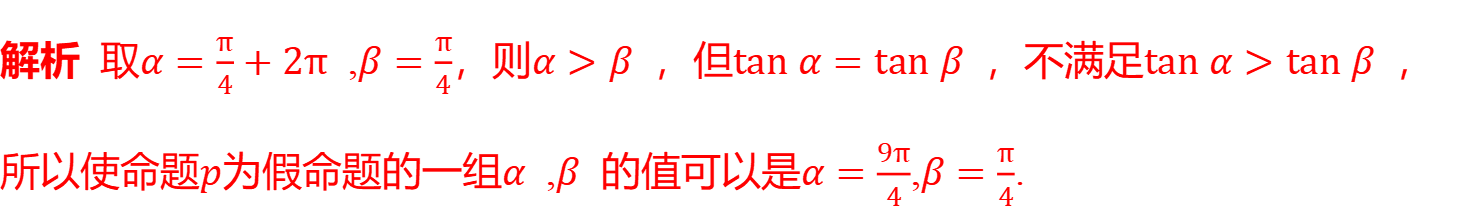 解析 取α = π/4 + 2π ,β = π/4，则α > β ，但tan α = tan β ，不满足tan α > tan β ，
所以使命题p为假命题的一组α ,β 的值可以是α = 9π/4,β = π/4.